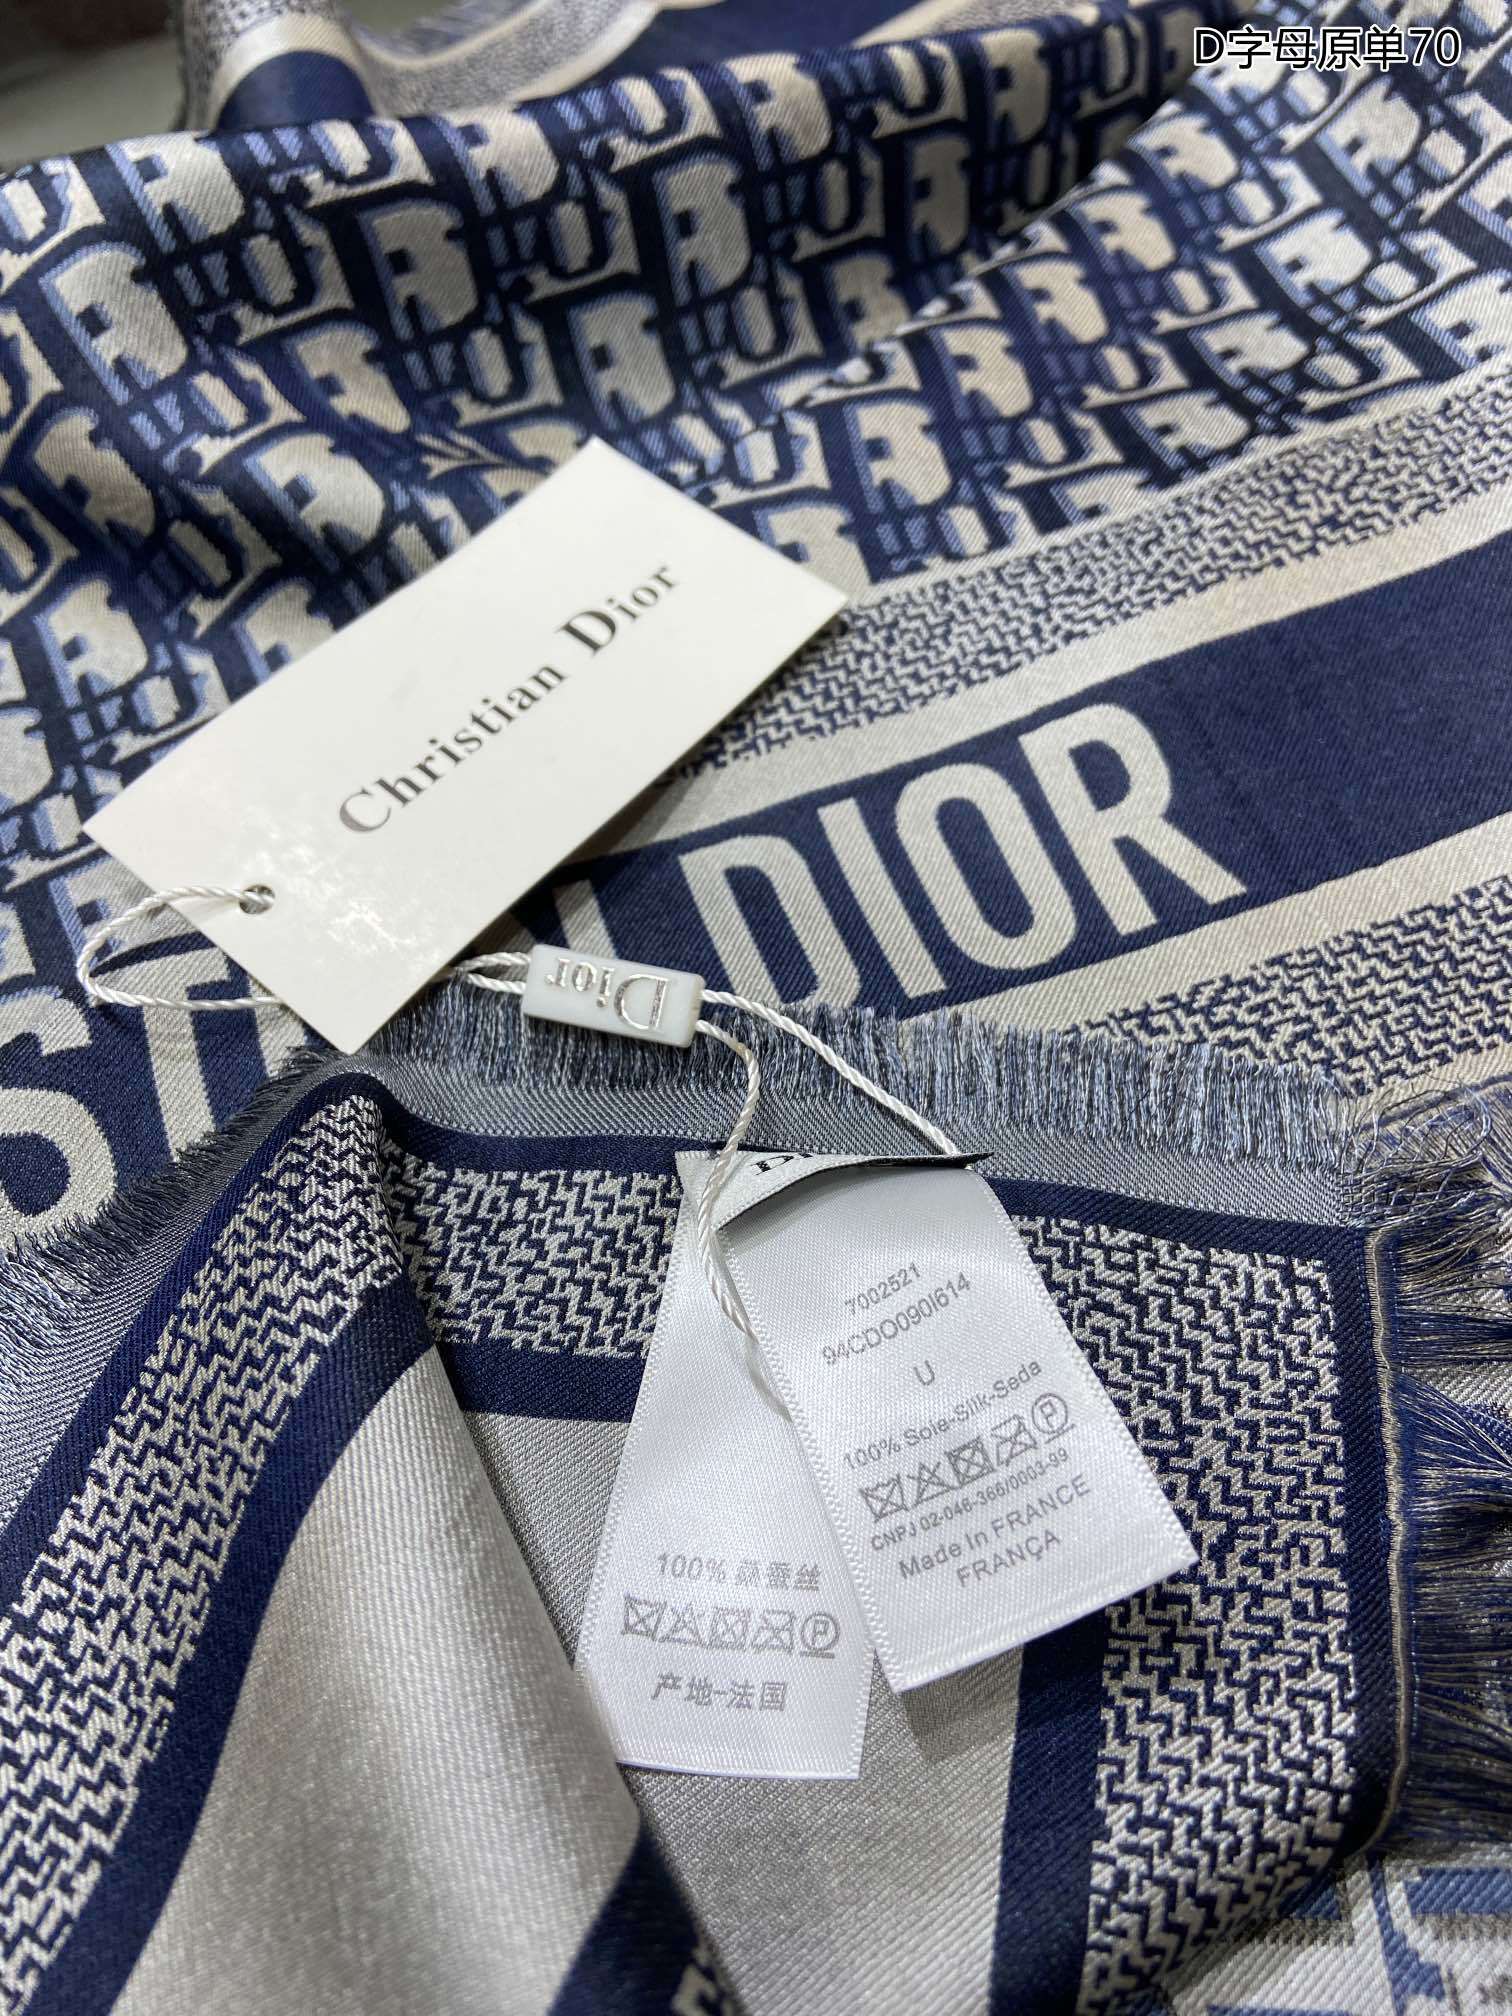 D字母原单70
Christian Dior
Dior
DIOR
ST
7002521
94CDO090I614
U
100% Soie-Silk-Seda
CNPJ 02-046-366/0003-99
Made In FRANCE
FRANÇA
100% 蚕丝
产地-法国